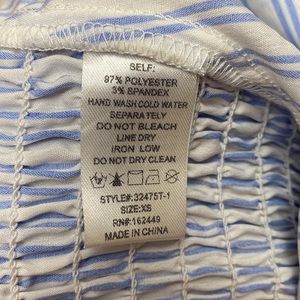 SELF:
97% POLYESTER
3% SPANDEX
HAND WASH COLD WATER
SEPARATELY
DO NOT BLEACH
LINE DRY
IRON LOW
DO NOT DRY CLEAN
STYLE#:32475T-1
SIZE:XS
RN#:162449
MADE IN CHINA